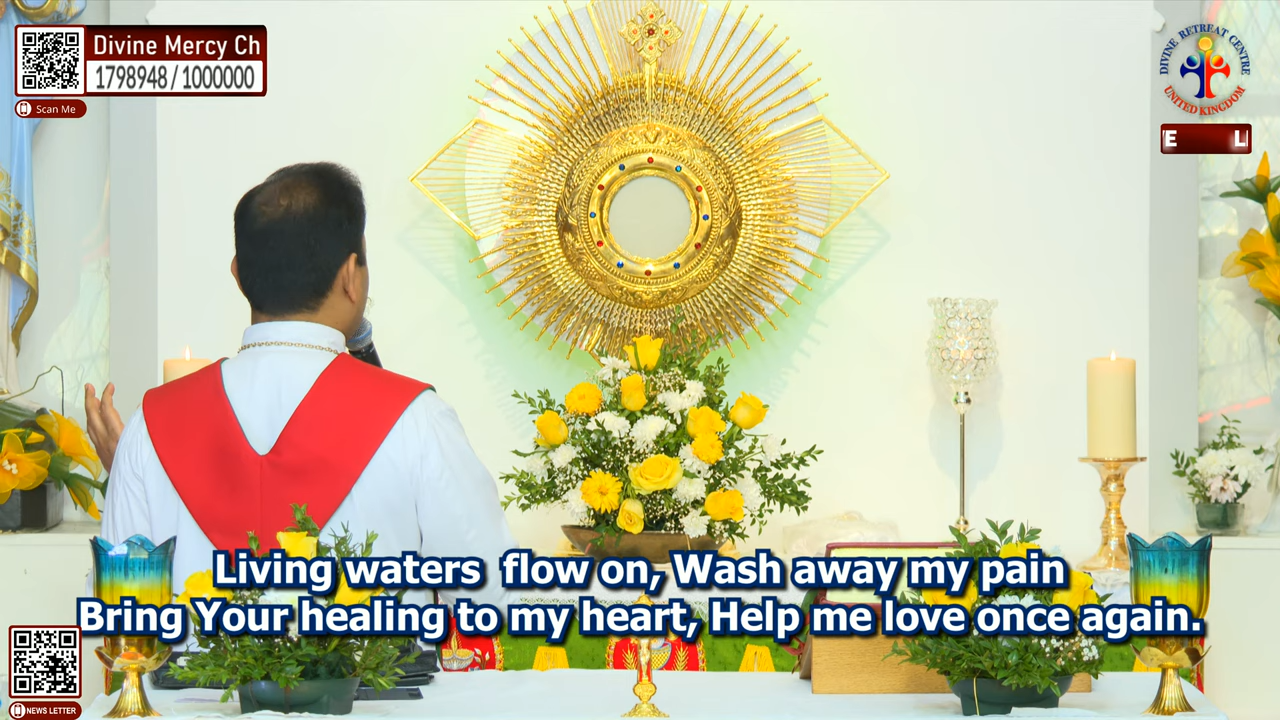 Divine Mercy Ch
1798948/1000000
Scan Me
DIVINE RETREAT CENTRE
UNITED KINGDOM
E L
Living waters flow on, Wash away my pain
Bring Your healing to my heart, Help me love once again.
NEWS LETTER